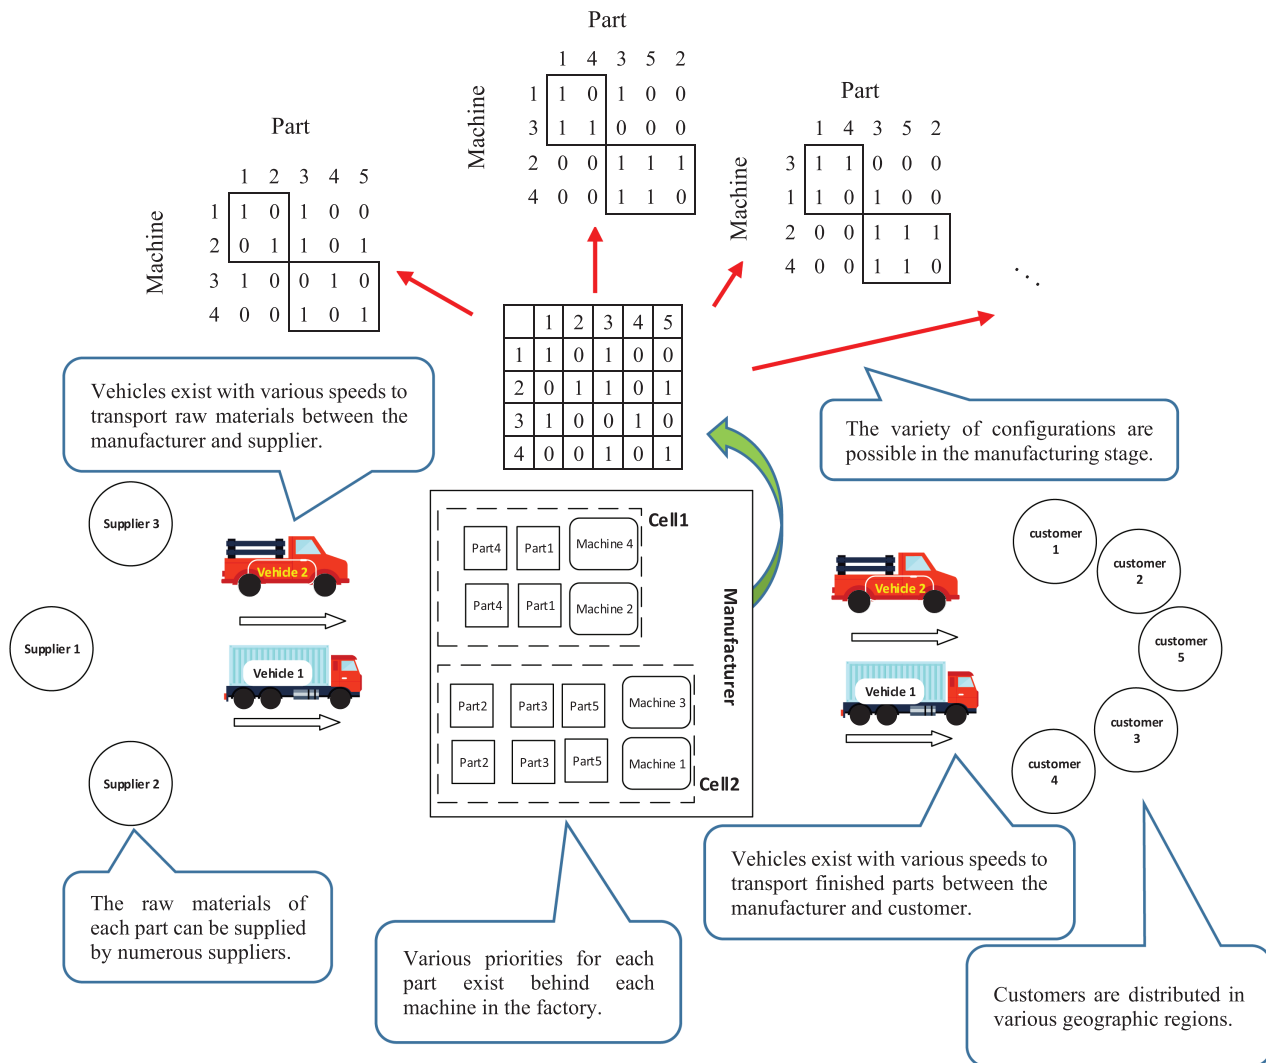 Part
1 4 3 5 2
Machine
1 1 0 1 0 0
3 1 1 0 0 0
2 0 0 1 1 1
4 0 0 1 1 0
Part
1 4 3 5 2
Machine
3 1 1 0 0 0
1 1 0 1 0 0
2 0 0 1 1 1
4 0 0 1 1 0
Part
1 2 3 4 5
Machine
1 1 0 1 0 0
2 0 1 1 0 1
3 1 0 0 1 0
4 0 0 1 0 1
...
1 2 3 4 5
1 1 0 1 0 0
2 0 1 1 0 1
3 1 0 0 1 0
4 0 0 1 0 1
Vehicles exist with various speeds to
transport raw materials between the
manufacturer and supplier.
The variety of configurations are
possible in the manufacturing stage.
Supplier 3
Supplier 1
Supplier 2
Vehicle 2
Vehicle 1
Cell1
Part4 Part1 Machine 4
Part4 Part1 Machine 2
Manufacturer
Part2 Part3 Part5 Machine 3
Part2 Part3 Part5 Machine 1
Cell2
Vehicle 2
Vehicle 1
customer
1
customer
2
customer
5
customer
3
customer
4
The raw materials of
each part can be supplied
by numerous suppliers.
Various priorities for each
part exist behind each
machine in the factory.
Vehicles exist with various speeds to
transport finished parts between the
manufacturer and customer.
Customers are distributed in
various geographic regions.